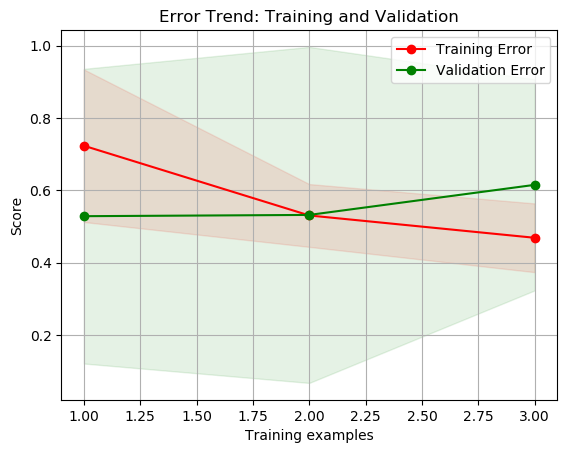 Error Trend: Training and Validation
Training Error
Validation Error
Score
1.0
0.8
0.6
0.4
0.2
1.00 1.25 1.50 1.75 2.00 2.25 2.50 2.75 3.00
Training examples